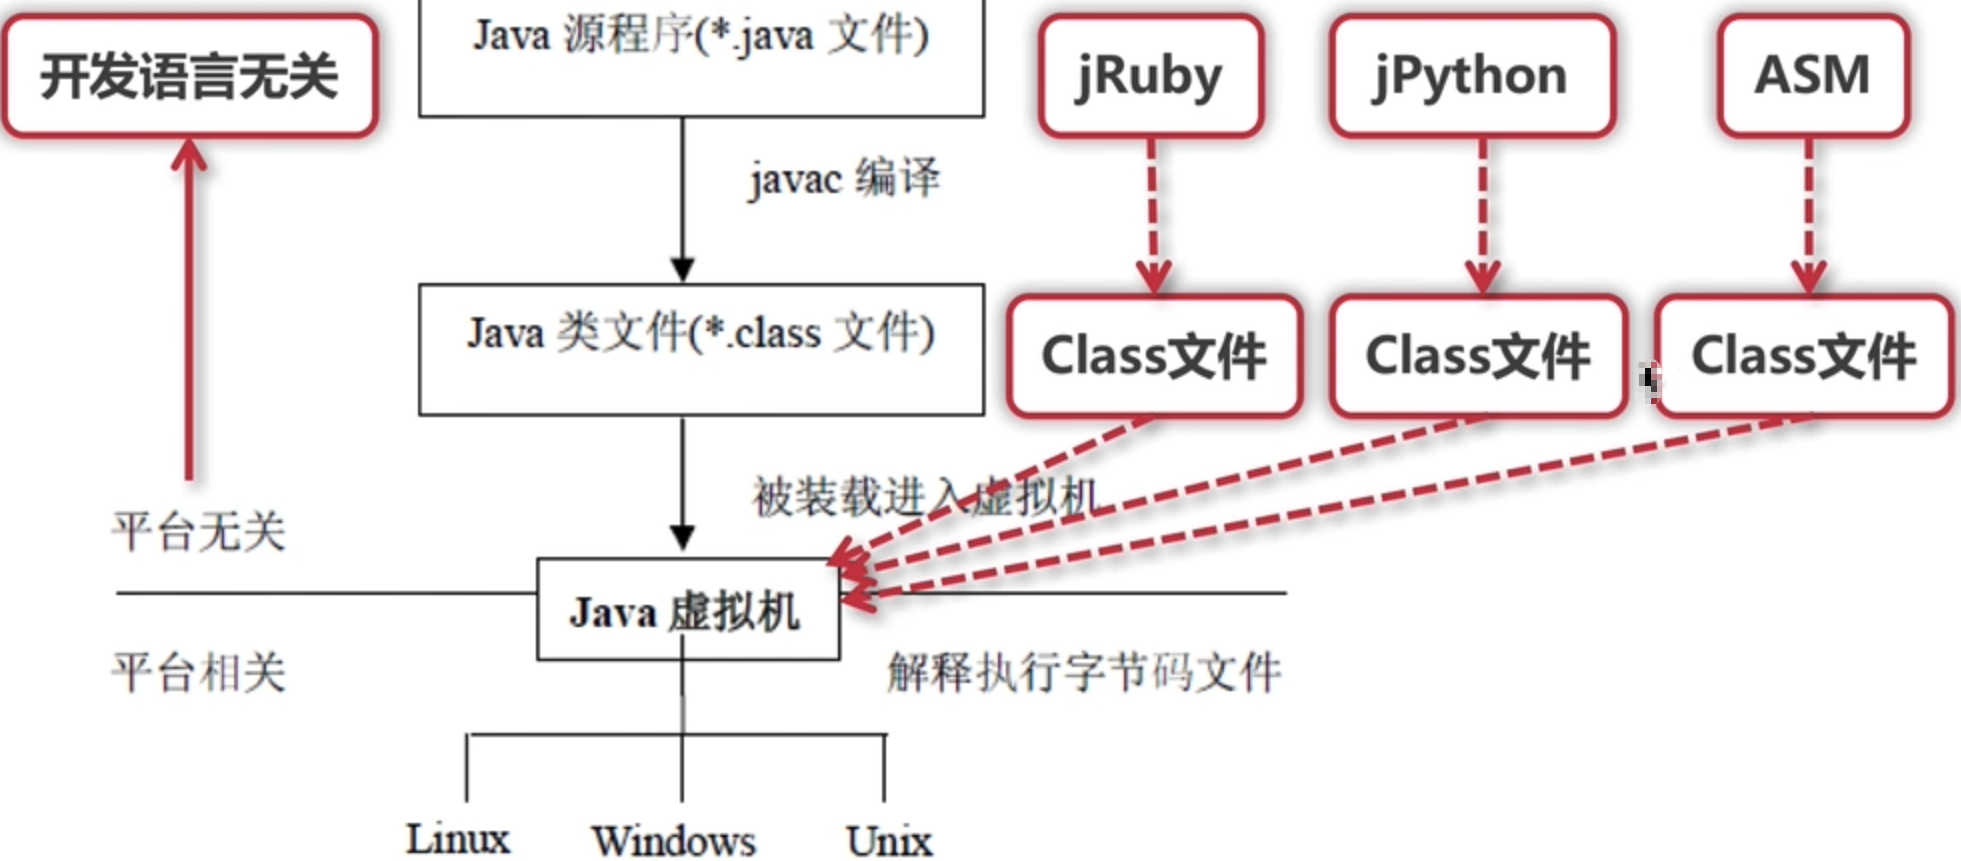 开发语言无关
Java 源程序(*.java 文件)
jRuby
jPython
ASM
javac 编译
Java 类文件(*.class 文件)
Class文件
Class文件
Class文件
被装载进入虚拟机
平台无关
Java 虚拟机
平台相关
解释执行字节码文件
Linux
Windows
Unix